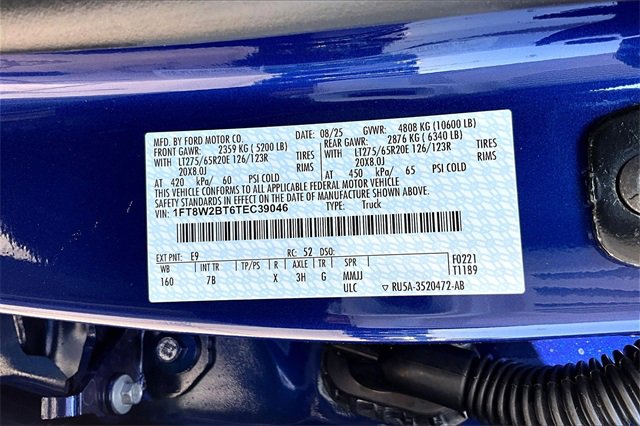 MFD. BY FORD MOTOR CO. 08/25 GVWR: 4808 KG (10600 LB)
FRONT GAWR: 2359 KG ( 5200 LB) REAR GAWR: 2876 KG ( 6340 LB)
WITH LT275/65R20E 126/123R TIRES WITH LT275/65R20E 126/123R TIRES
20X8.0J RIMS 20X8.0J RIMS
AT 420 kPa/ 60 PSI COLD AT 450 kPa/ 65 PSI COLD
THIS VEHICLE CONFORMS TO ALL APPLICABLE FEDERAL MOTOR VEHICLE
SAFETY STANDARDS IN EFFECT ON THE DATE OF MANUFACTURE SHOWN ABOVE.
VIN: 1FT8W2BT6TEC39046 TYPE: Truck
EXT PNT: E9 RC: 52 DSO: F0221
WB INT TR TP/PS R AXLE TR SPR T1189
160 7B X 3H G MMJJ
ULC ▽ RU5A-3520472-AB